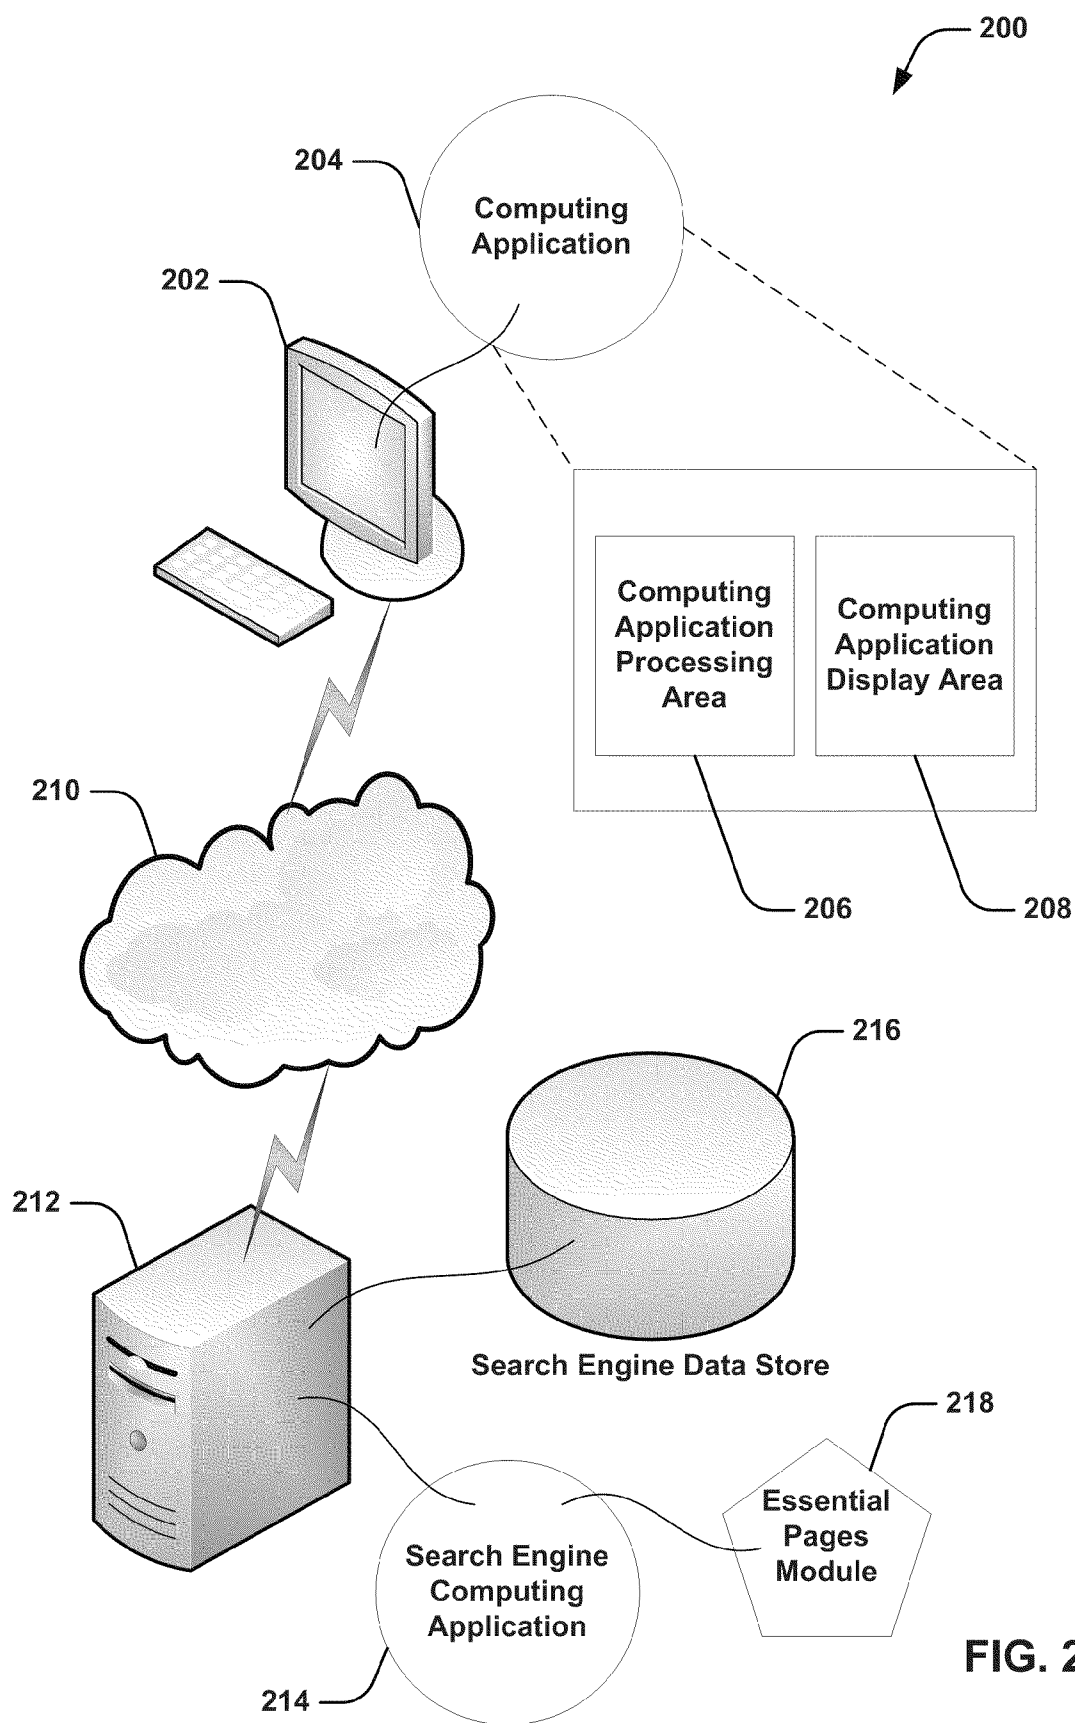 200
204
Computing
Application
202
Computing
Application
Processing
Area
Computing
Application
Display Area
210
206
208
216
212
Search Engine Data Store
218
Essential
Pages
Module
Search Engine
Computing
Application
214
FIG. 2